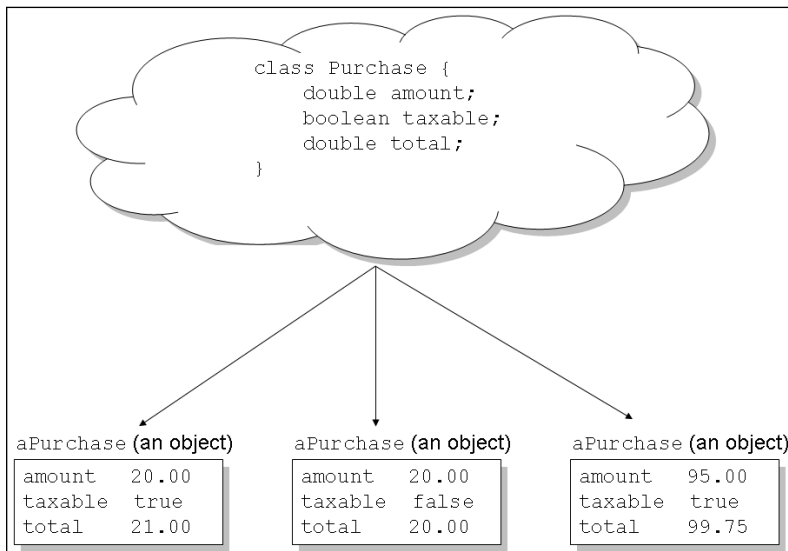 class Purchase {
    double amount;
    boolean taxable;
    double total;
}
aPurchase (an object)
amount 20.00
taxable true
total 21.00
aPurchase (an object)
amount 20.00
taxable false
total 20.00
aPurchase (an object)
amount 95.00
taxable true
total 99.75